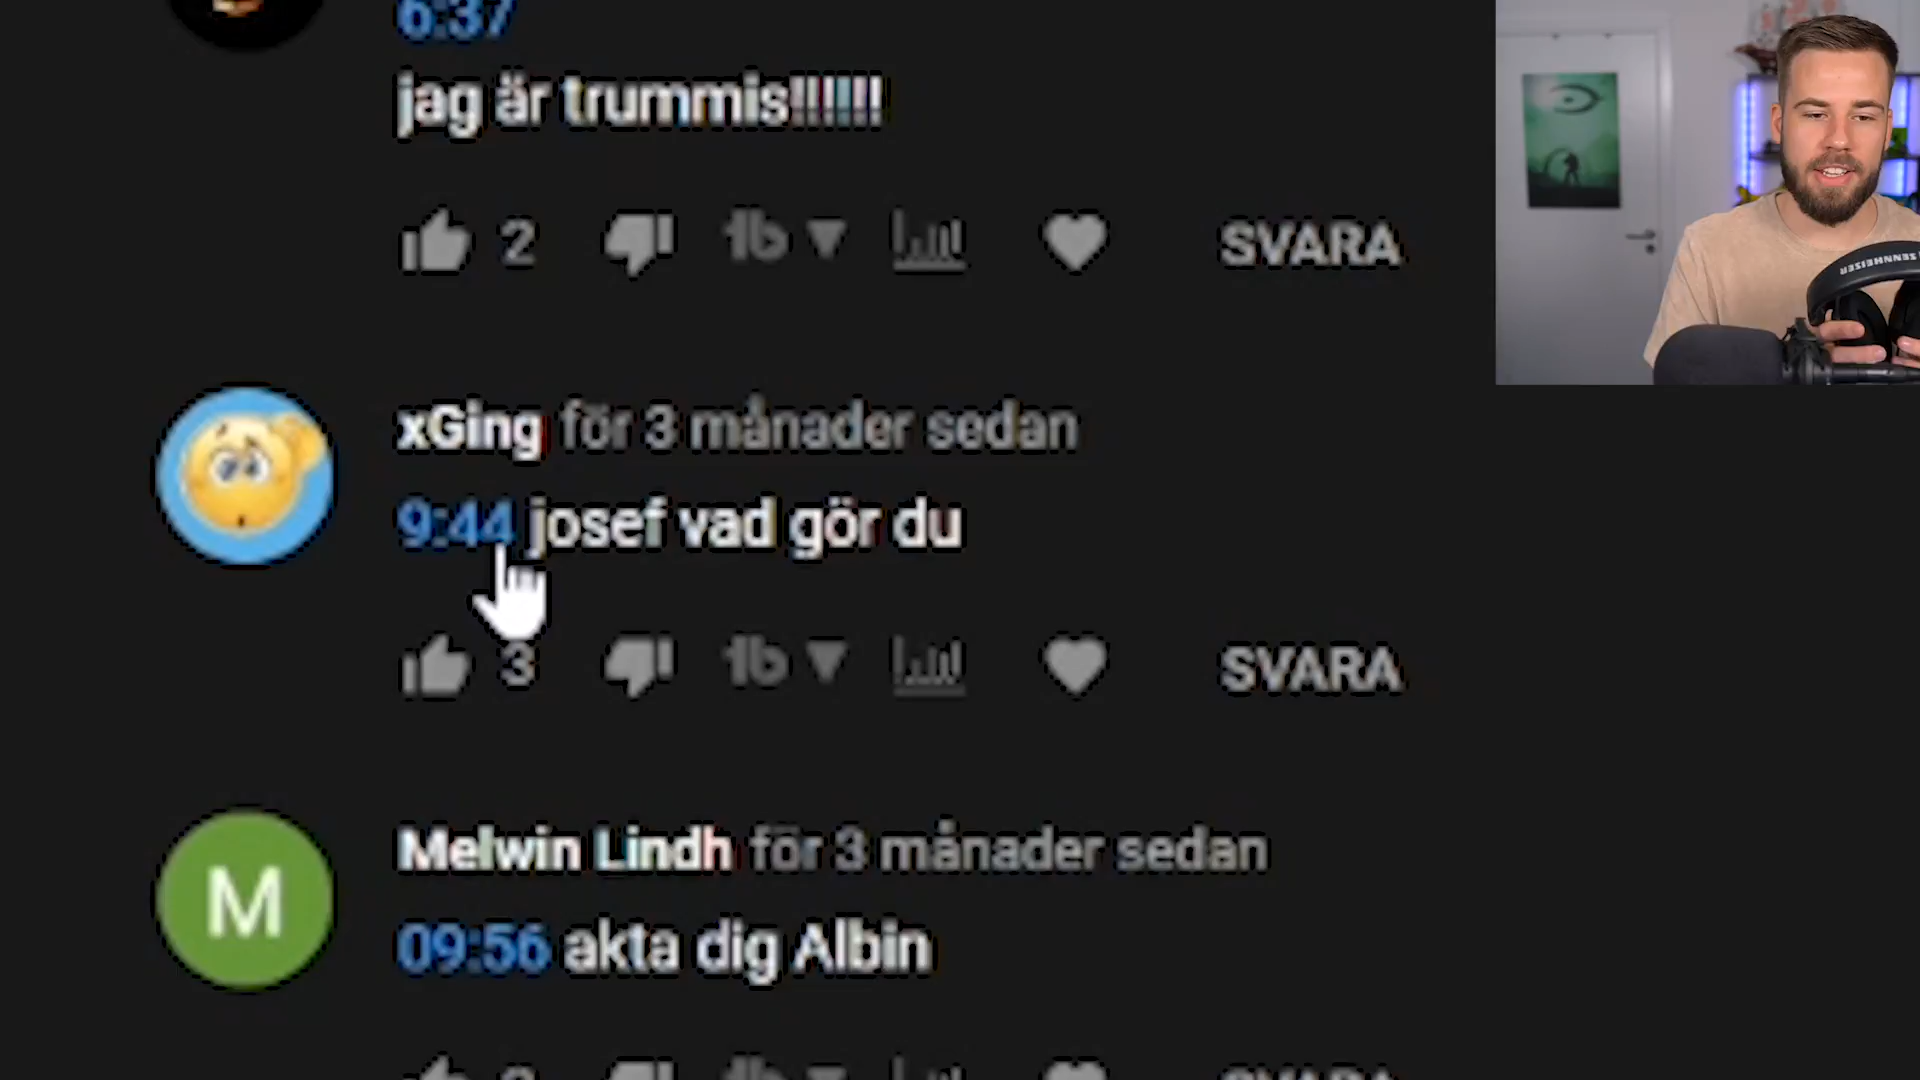 6:37
jag är trummis!!!!!!
2 SVARA
xGing för 3 månader sedan
9:44 josef vad gör du
3 SVARA
M
Melwin Lindh för 3 månader sedan
09:56 akta dig Albin
SENNHEISER